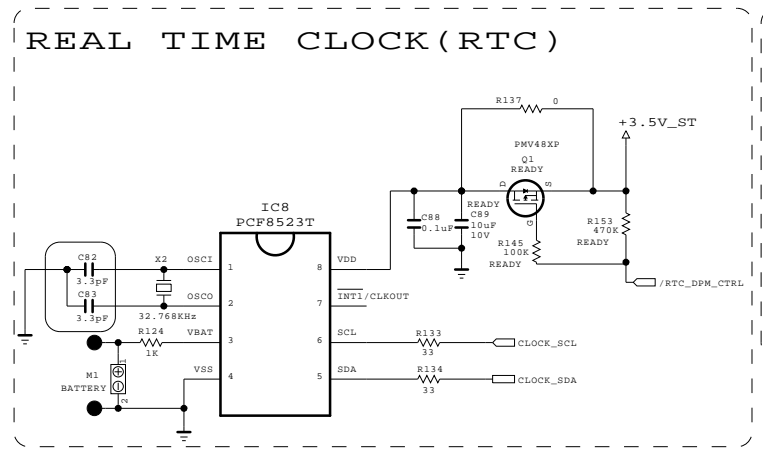 REAL TIME CLOCK(RTC)
R137 0
+3.5V_ST
PMV48XP
Q1
READY
D S
G
IC8
PCF8523T
C88
0.1uF
READY
C89
10uF
10V
R153
470K
READY
R145
100K
READY
/RTC_DPM_CTRL
C82
3.3pF
C83
3.3pF
X2
32.768KHz
OSCI 1
OSCO 2
VBAT 3
VSS 4
8 VDD
7 INT1/CLKOUT
6 SCL
5 SDA
R124
1K
M1
BATTERY
1
2
R133
33
CLOCK_SCL
R134
33
CLOCK_SDA